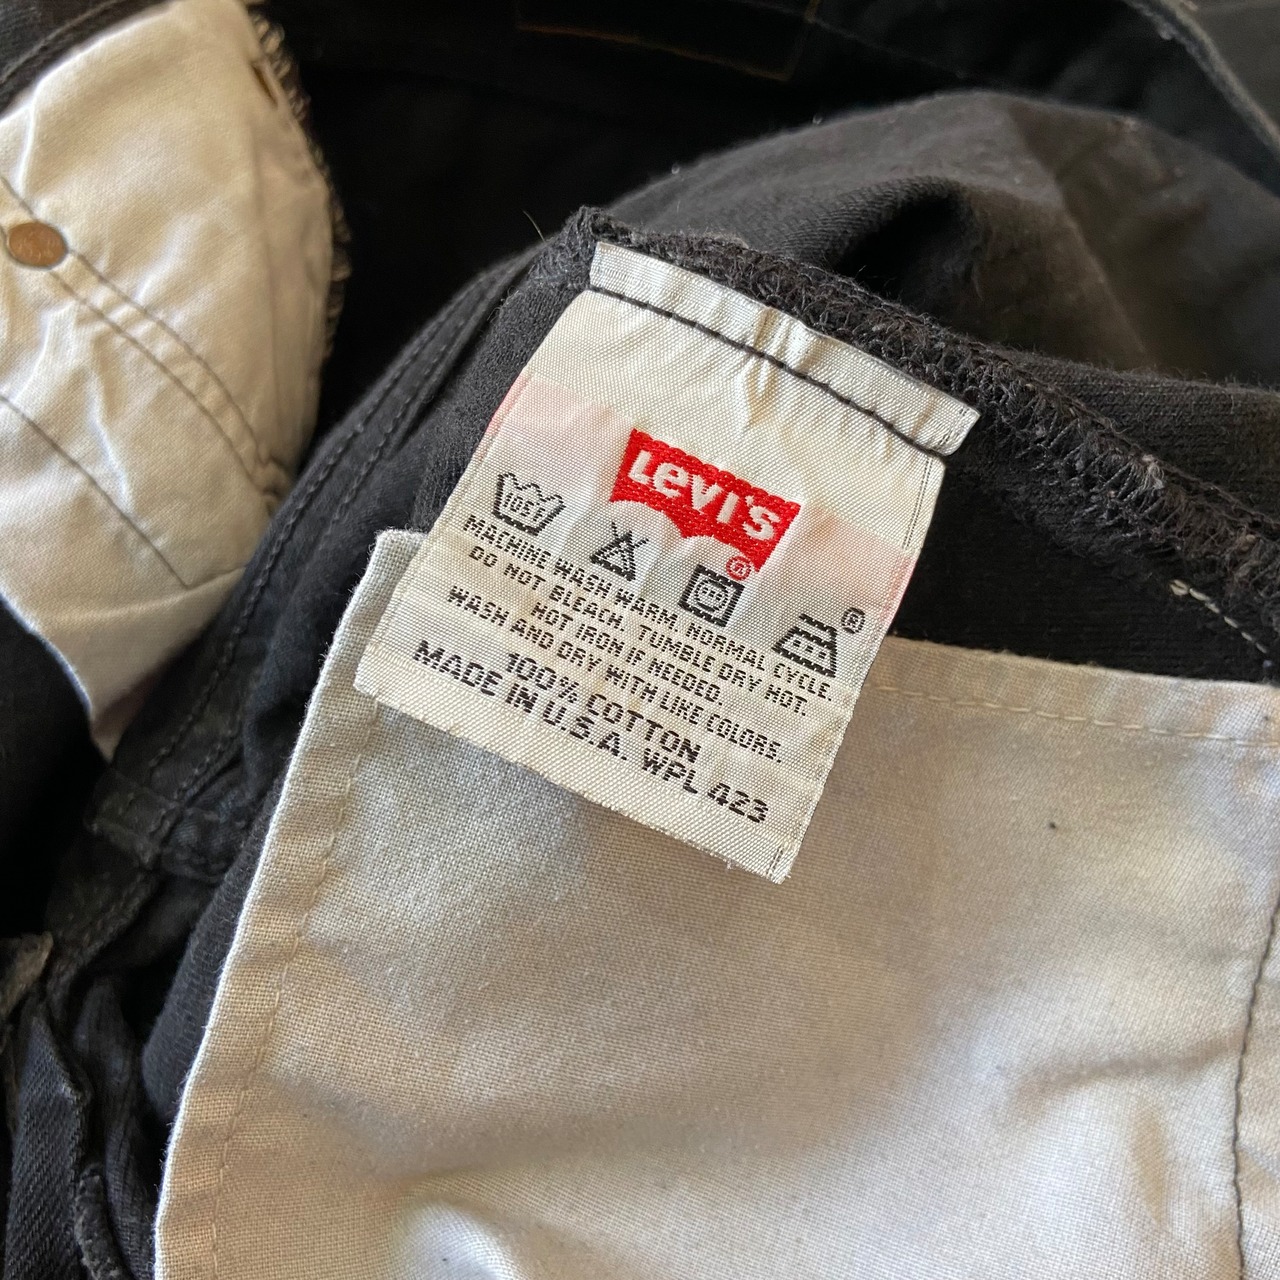 LEVI'S
®
105F
®
MACHINE WASH WARM, NORMAL CYCLE.
DO NOT BLEACH. TUMBLE DRY HOT.
HOT IRON IF NEEDED.
WASH AND DRY WITH LIKE COLORS.
100% COTTON
MADE IN U.S.A. WPL 423